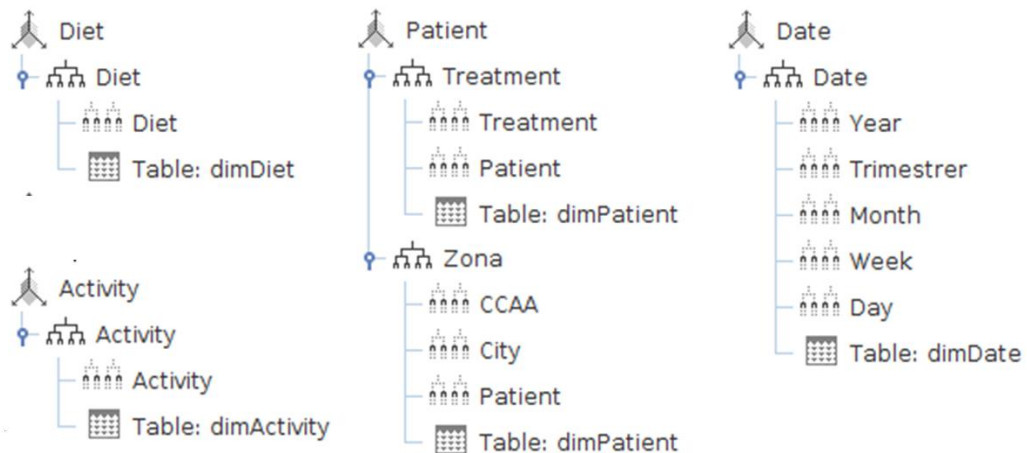 Diet
Diet
Diet
Table: dimDiet
Activity
Activity
Activity
Table: dimActivity
Patient
Treatment
Treatment
Patient
Table: dimPatient
Zona
CCAA
City
Patient
Table: dimPatient
Date
Date
Year
Trimestrer
Month
Week
Day
Table: dimDate